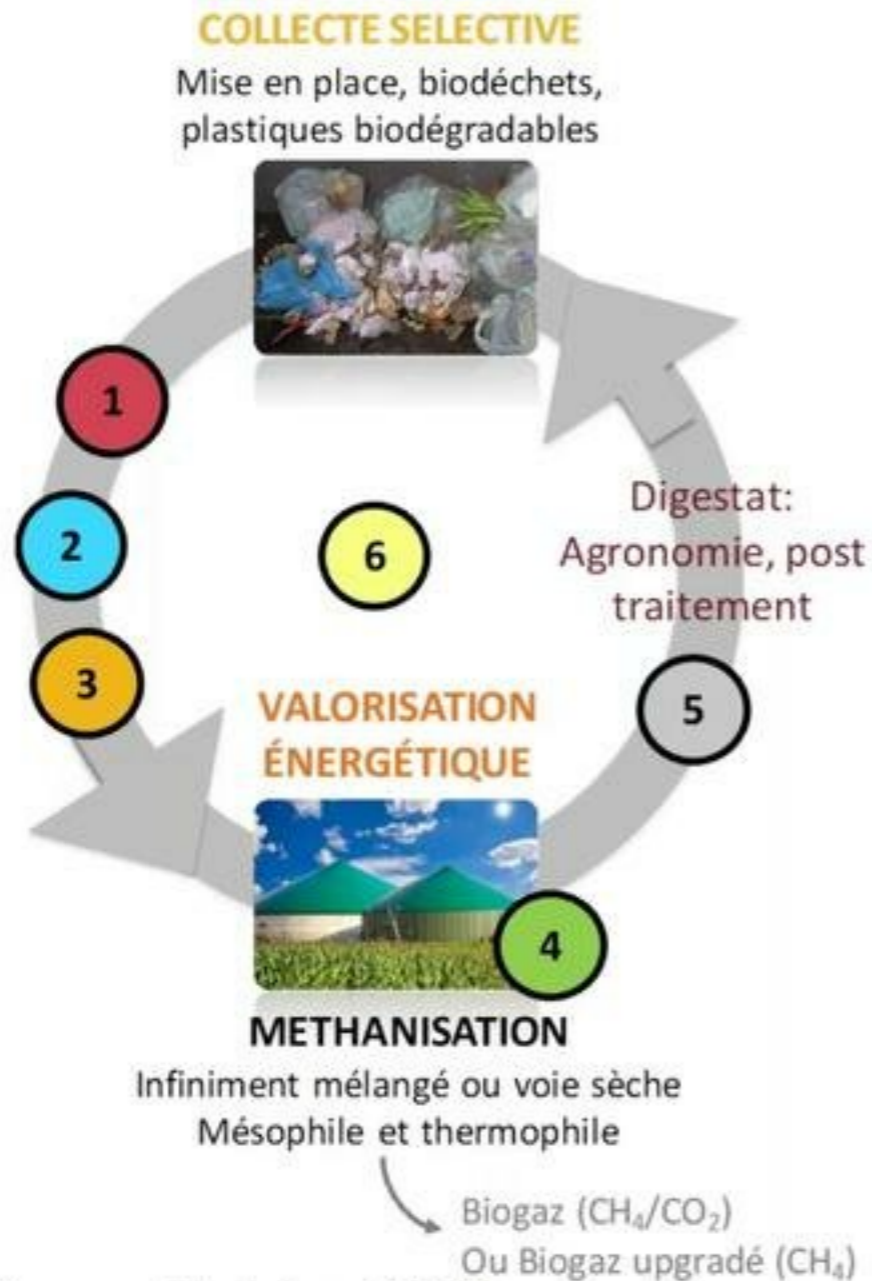 COLLECTE SELECTIVE
Mise en place, biodéchets,
plastiques biodégradables
1
2
3
6
Digestat:
Agronomie, post
traitement
5
VALORISATION
ÉNERGÉTIQUE
4
METHANISATION
Infiniment mélangé ou voie sèche
Mésophile et thermophile
Biogaz (CH₄/CO₂)
Ou Biogaz upgradé (CH₄)